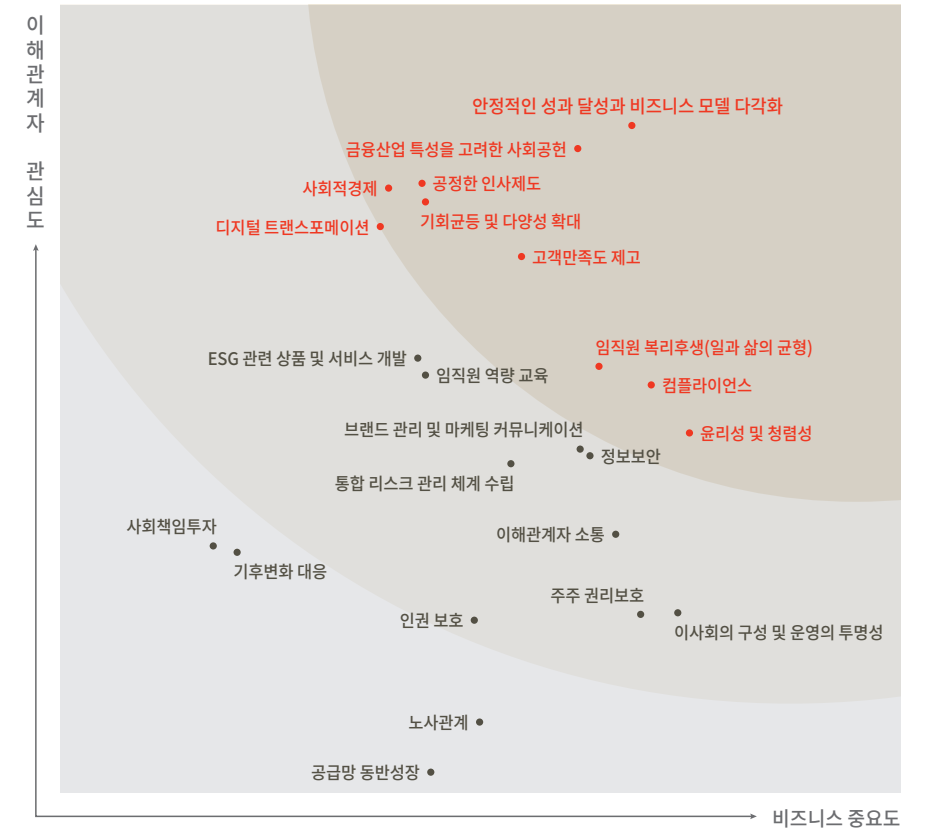 이해관계자 관심도
안정적인 성과 달성과 비즈니스 모델 다각화
금융산업 특성을 고려한 사회공헌
사회적경제
공정한 인사제도
기회균등 및 다양성 확대
디지털 트랜스포메이션
고객만족도 제고
임직원 복리후생(일과 삶의 균형)
ESG 관련 상품 및 서비스 개발
임직원 역량 교육
컴플라이언스
브랜드 관리 및 마케팅 커뮤니케이션
윤리성 및 청렴성
정보보안
통합 리스크 관리 체계 수립
사회책임투자
이해관계자 소통
기후변화 대응
주주 권리보호
인권 보호
이사회의 구성 및 운영의 투명성
노사관계
공급망 동반성장
비즈니스 중요도